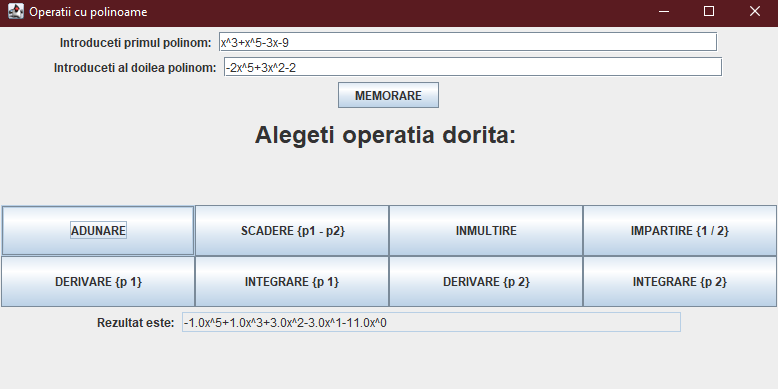 Operatii cu polinoame
Introduceti primul polinom: x^3+x^5-3x-9
Introduceti al doilea polinom: -2x^5+3x^2-2
MEMORARE
Alegeti operatia dorita:
ADUNARE SCADERE {p1 - p2} INMULTIRE IMPARTIRE {1 / 2}
DERIVARE {p 1} INTEGRARE {p 1} DERIVARE {p 2} INTEGRARE {p 2}
Rezultat este: -1.0x^5+1.0x^3+3.0x^2-3.0x^1-11.0x^0